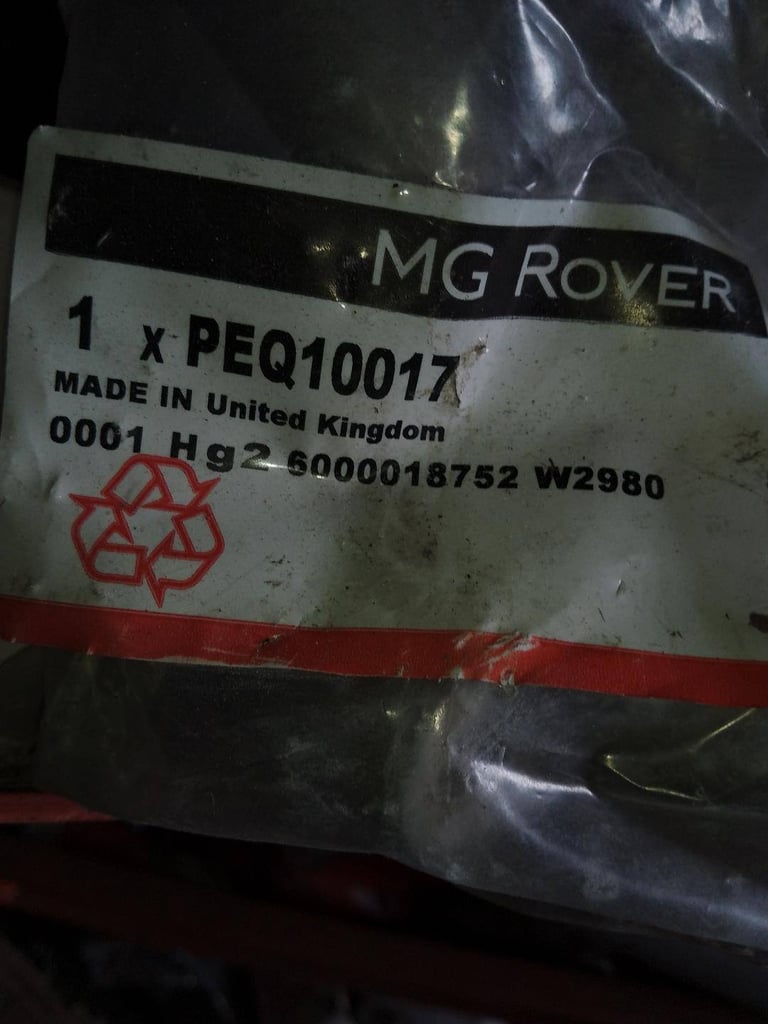 MG ROVER
1 x PEQ10017
MADE IN United Kingdom
0001 Hg2 6000018752 W2980